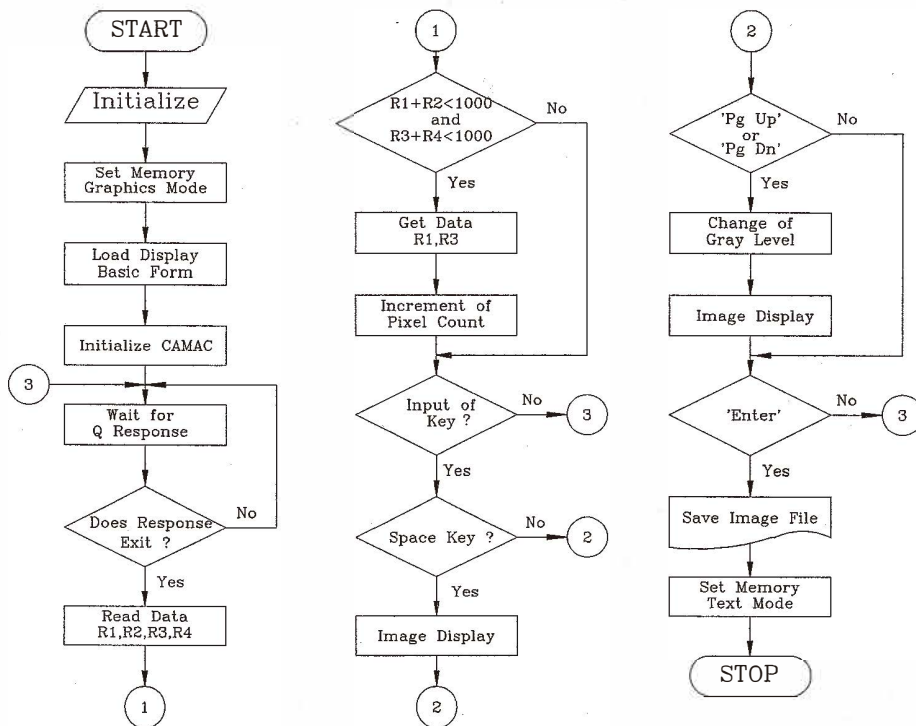 START
Initialize
Set Memory
Graphics Mode
Load Display
Basic Form
Initialize CAMAC
3
Wait for
Q Response
Does Response
Exit ?
No
Yes
Read Data
R1,R2,R3,R4
1
1
R1+R2<1000
and
R3+R4<1000
No
Yes
Get Data
R1,R3
Increment of
Pixel Count
Input of
Key ?
No
3
Yes
Space Key ?
No
2
Yes
Image Display
2
2
'Pg Up'
or
'Pg Dn'
No
Yes
Change of
Gray Level
Image Display
'Enter'
No
3
Yes
Save Image File
Set Memory
Text Mode
STOP